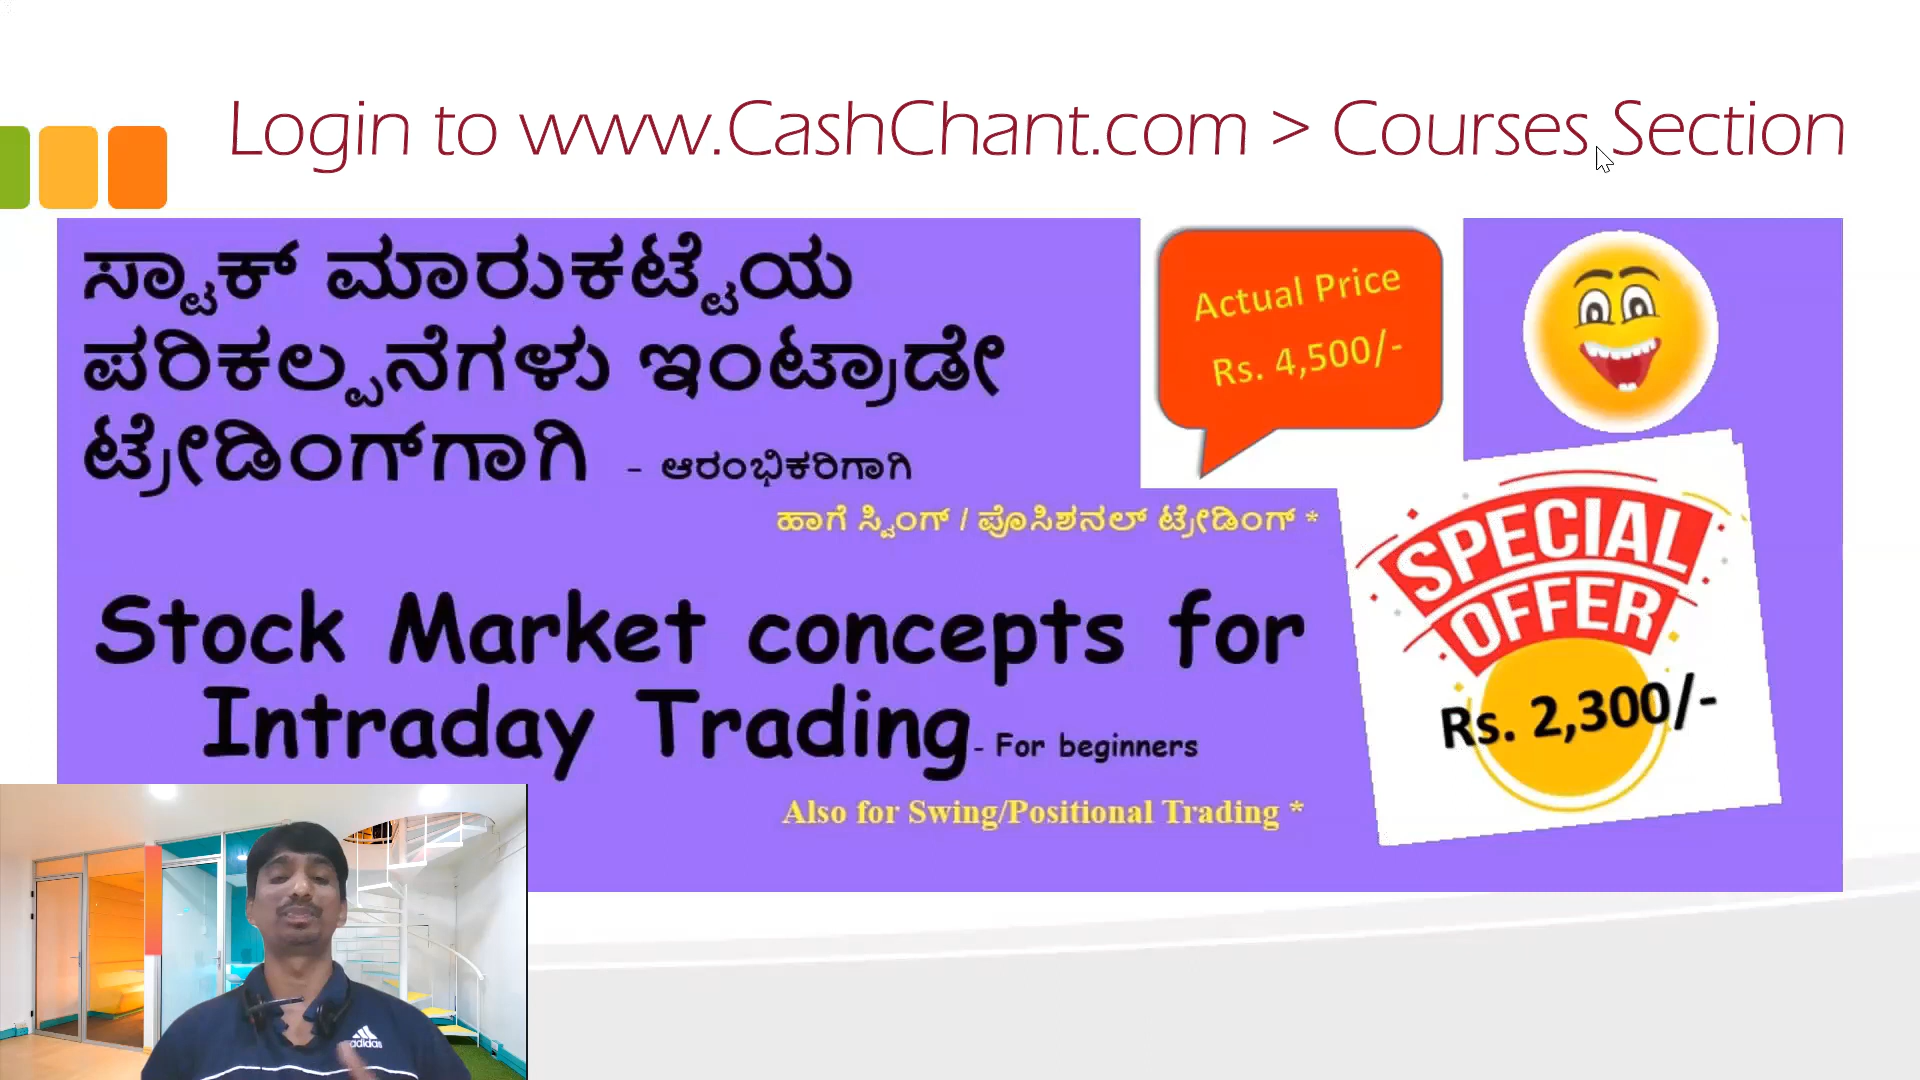 Login to www.CashChant.com > Courses Section
ಸ್ಟಾಕ್ ಮಾರುಕಟ್ಟೆಯ
ಪರಿಕಲ್ಪನೆಗಳು ಇಂಟ್ರಾಡೇ
ಟ್ರೇಡಿಂಗ್‌ಗಾಗಿ - ಆರಂಭಿಕರಿಗಾಗಿ
ಹಾಗೆ ಸ್ವಿಂಗ್ / ಪೊಸಿಶನಲ್ ಟ್ರೇಡಿಂಗ್ *
Actual Price
Rs. 4,500/-
Stock Market concepts for
Intraday Trading - For beginners
Also for Swing/Positional Trading *
SPECIAL
OFFER
Rs. 2,300/-
adidas